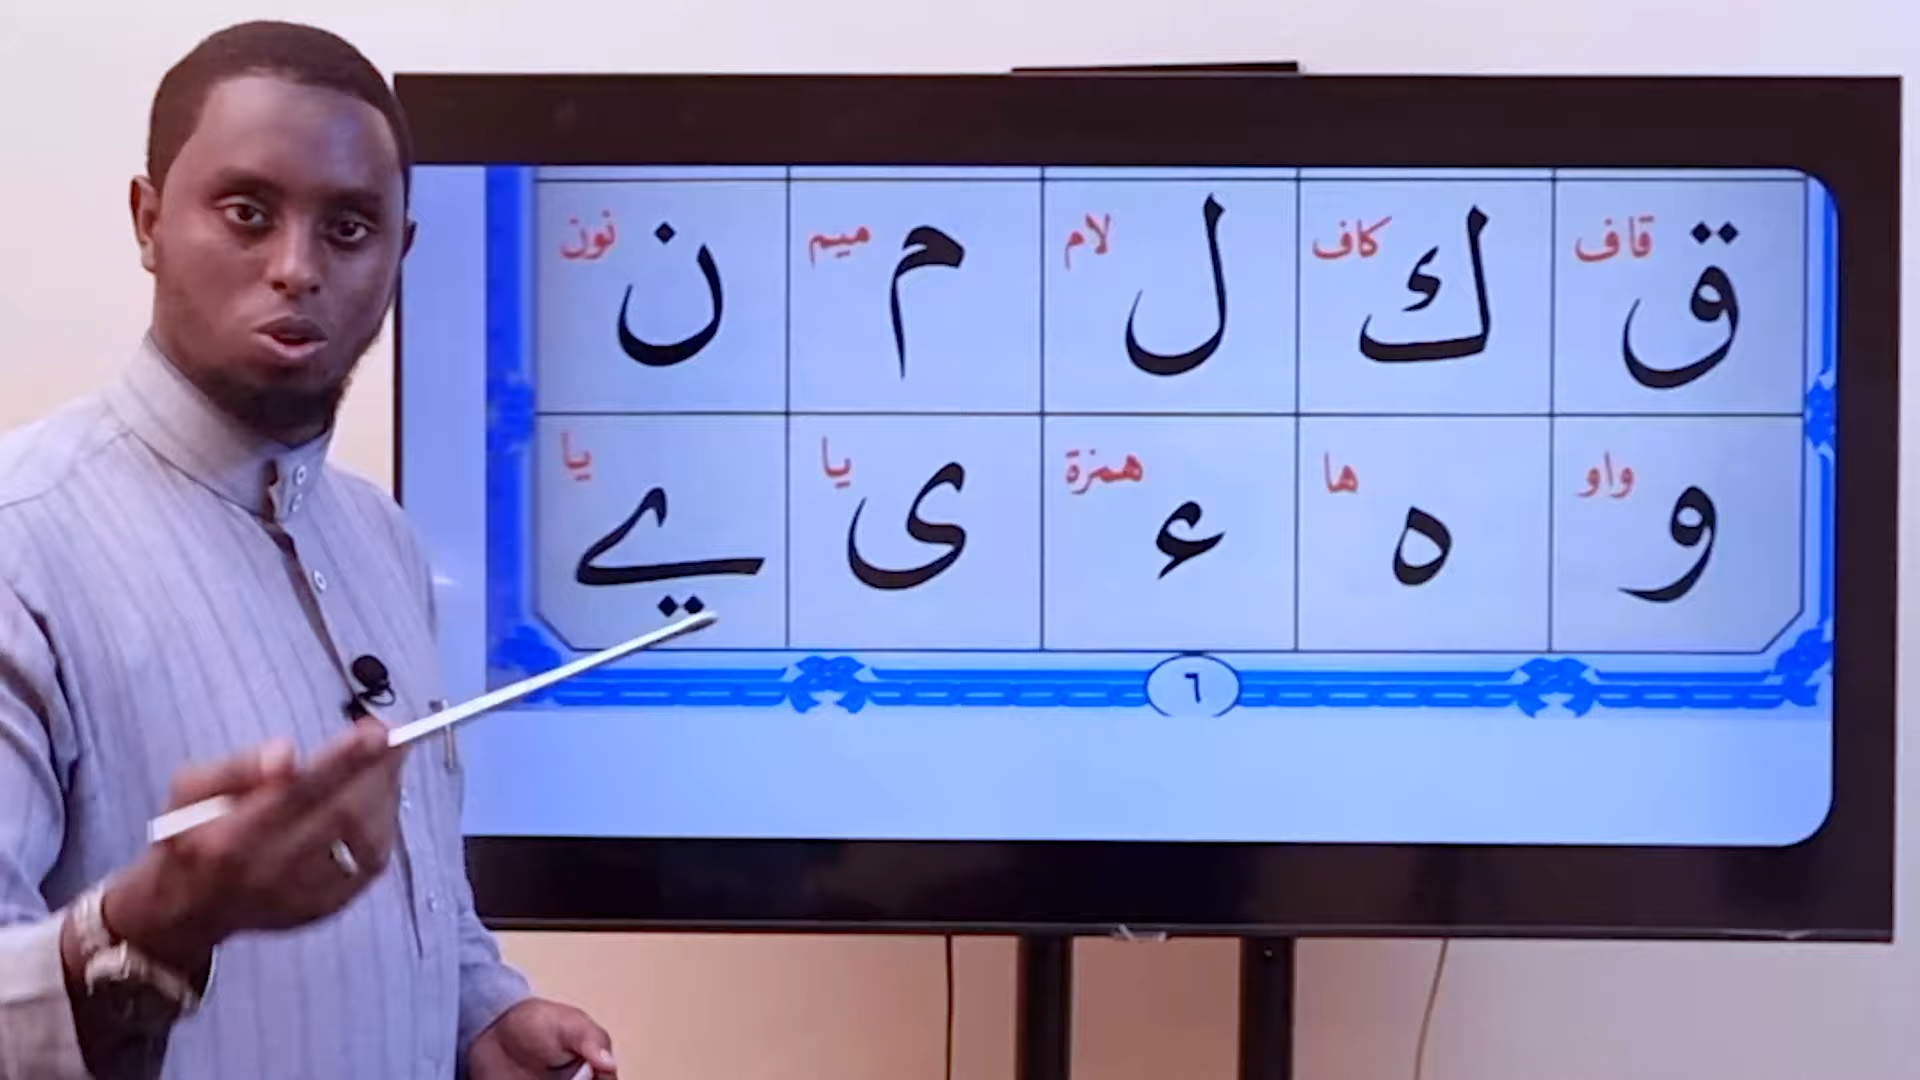 ق قاف ك كاف ل لام م ميم ن نون
و واو ه ها ء همزة ى يا ے يا
٦